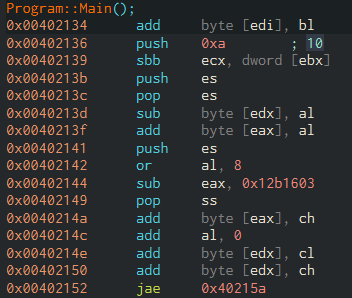 Program::Main();
0x00402134 add byte [edi], bl
0x00402136 push 0xa ; 10
0x00402139 sbb ecx, dword [ebx]
0x0040213b push es
0x0040213c pop es
0x0040213d sub byte [edx], al
0x0040213f add byte [eax], al
0x00402141 push es
0x00402142 or al, 8
0x00402144 sub eax, 0x12b1603
0x00402149 pop ss
0x0040214a add byte [eax], ch
0x0040214c add al, 0
0x0040214e add byte [edx], cl
0x00402150 add byte [edx], ch
0x00402152 jae 0x40215a